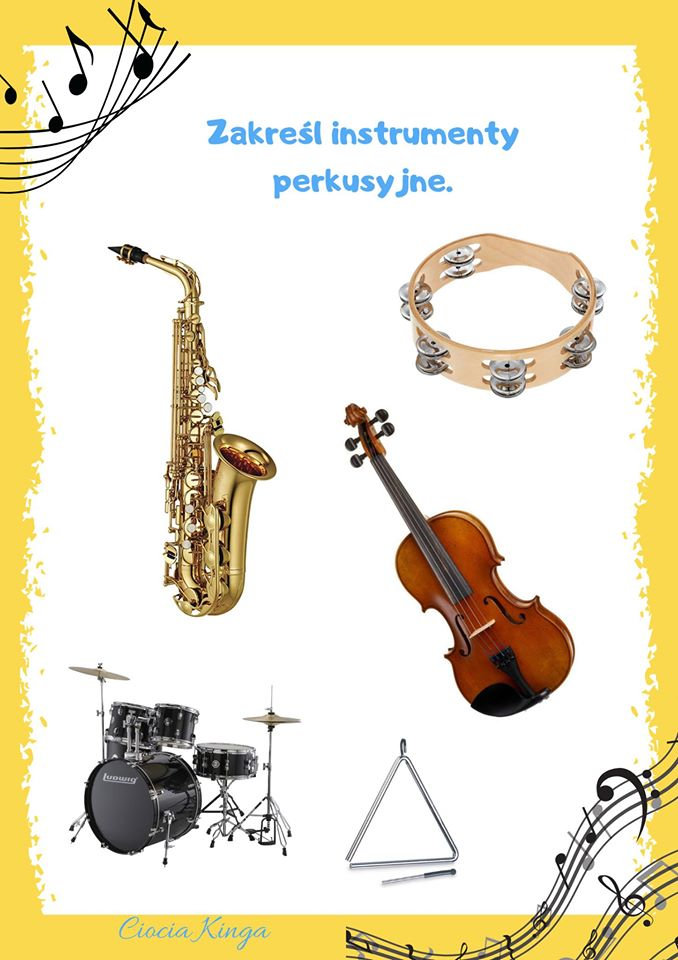 Zakreśl instrumenty
perkusyjne.
Ludwig
Ciocia Kinga